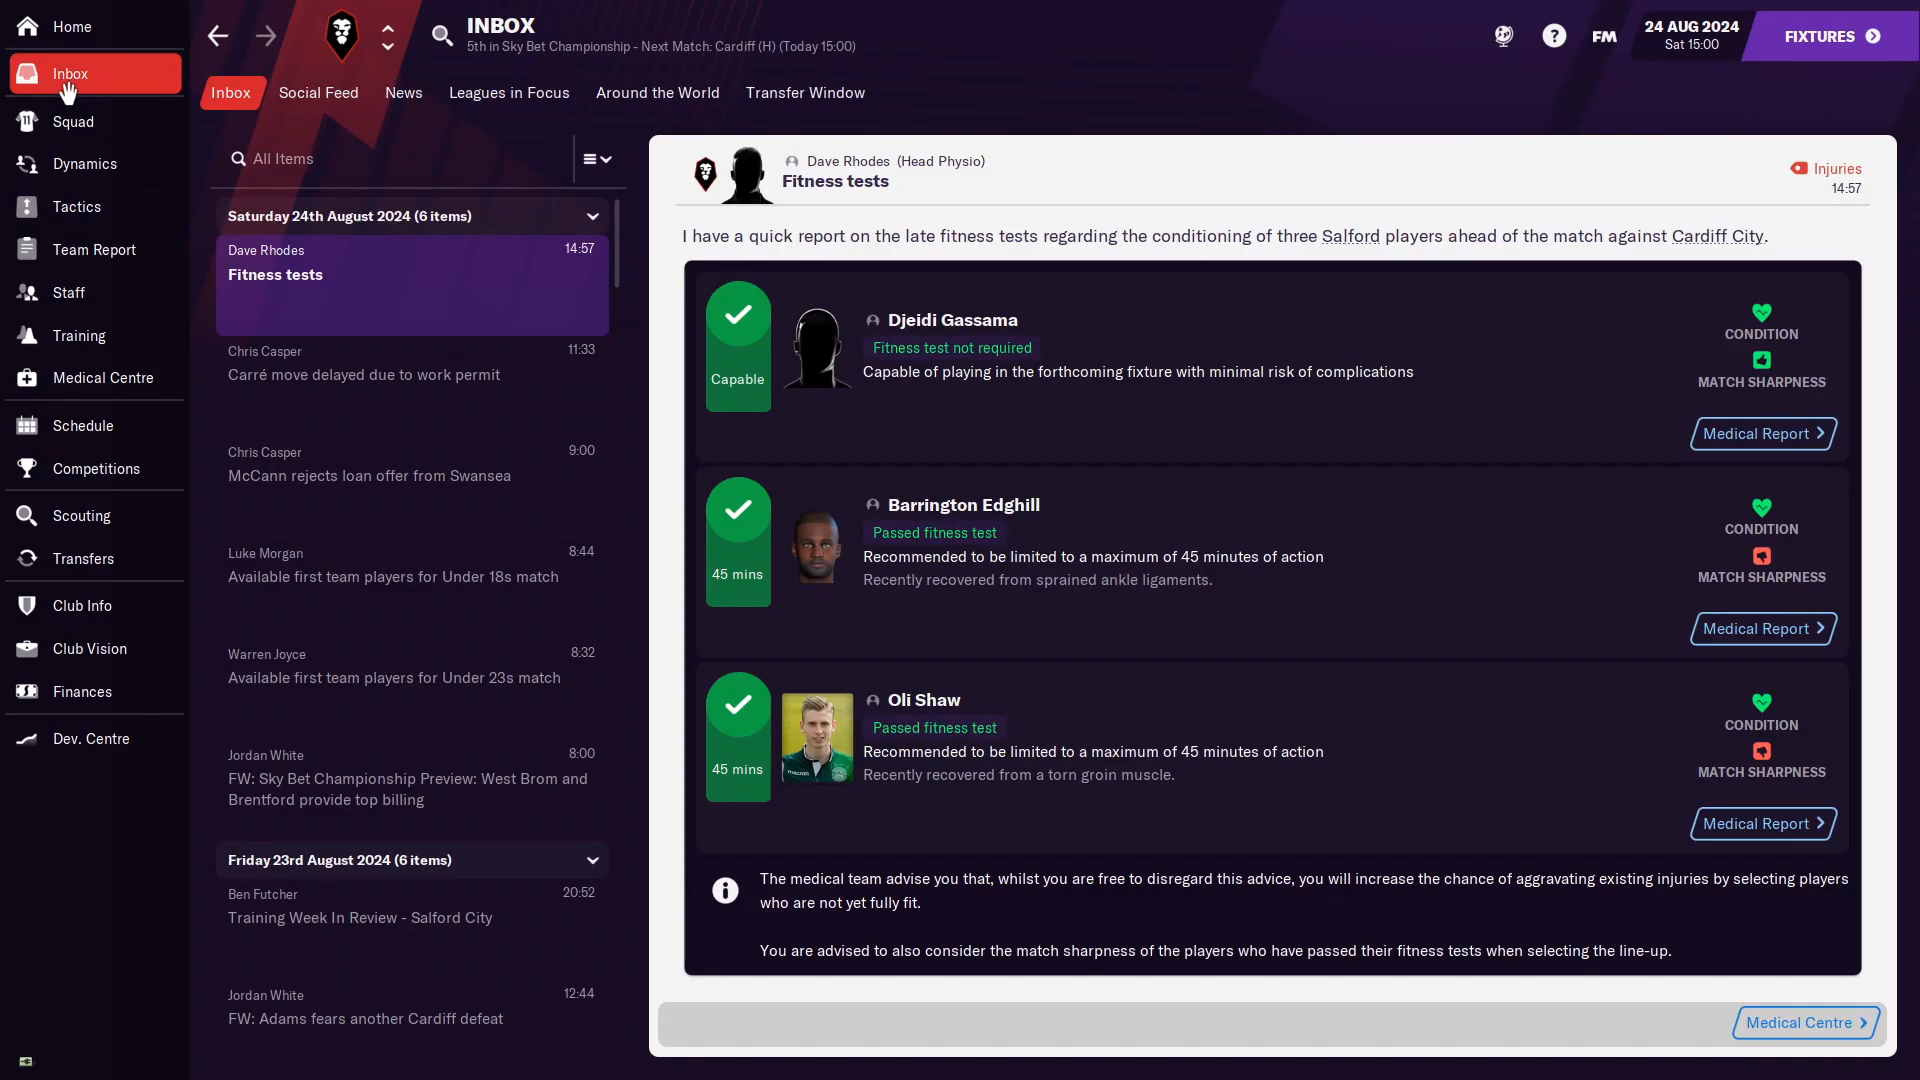 Home
Inbox
Squad
Dynamics
Tactics
Team Report
Staff
Training
Medical Centre
Schedule
Competitions
Scouting
Transfers
Club Info
Club Vision
Finances
Dev. Centre
INBOX
5th in Sky Bet Championship - Next Match: Cardiff (H) (Today 15:00)
?
FM
24 AUG 2024
Sat 15:00
FIXTURES
Inbox
Social Feed
News
Leagues in Focus
Around the World
Transfer Window
All Items
Saturday 24th August 2024 (6 items)
Dave Rhodes 14:57
Fitness tests
Chris Casper 11:33
Carré move delayed due to work permit
Chris Casper 9:00
McCann rejects loan offer from Swansea
Luke Morgan 8:44
Available first team players for Under 18s match
Warren Joyce 8:32
Available first team players for Under 23s match
Jordan White 8:00
FW: Sky Bet Championship Preview: West Brom and
Brentford provide top billing
Friday 23rd August 2024 (6 items)
Ben Futcher 20:52
Training Week In Review - Salford City
Jordan White 12:44
FW: Adams fears another Cardiff defeat
Dave Rhodes (Head Physio)
Fitness tests
Injuries
14:57
I have a quick report on the late fitness tests regarding the conditioning of three Salford players ahead of the match against Cardiff City.
Capable
Djeidi Gassama
Fitness test not required
Capable of playing in the forthcoming fixture with minimal risk of complications
CONDITION
MATCH SHARPNESS
Medical Report
45 mins
Barrington Edghill
Passed fitness test
Recommended to be limited to a maximum of 45 minutes of action
Recently recovered from sprained ankle ligaments.
CONDITION
MATCH SHARPNESS
Medical Report
45 mins
Oli Shaw
Passed fitness test
Recommended to be limited to a maximum of 45 minutes of action
Recently recovered from a torn groin muscle.
CONDITION
MATCH SHARPNESS
Medical Report
The medical team advise you that, whilst you are free to disregard this advice, you will increase the chance of aggravating existing injuries by selecting players
who are not yet fully fit.
You are advised to also consider the match sharpness of the players who have passed their fitness tests when selecting the line-up.
Medical Centre